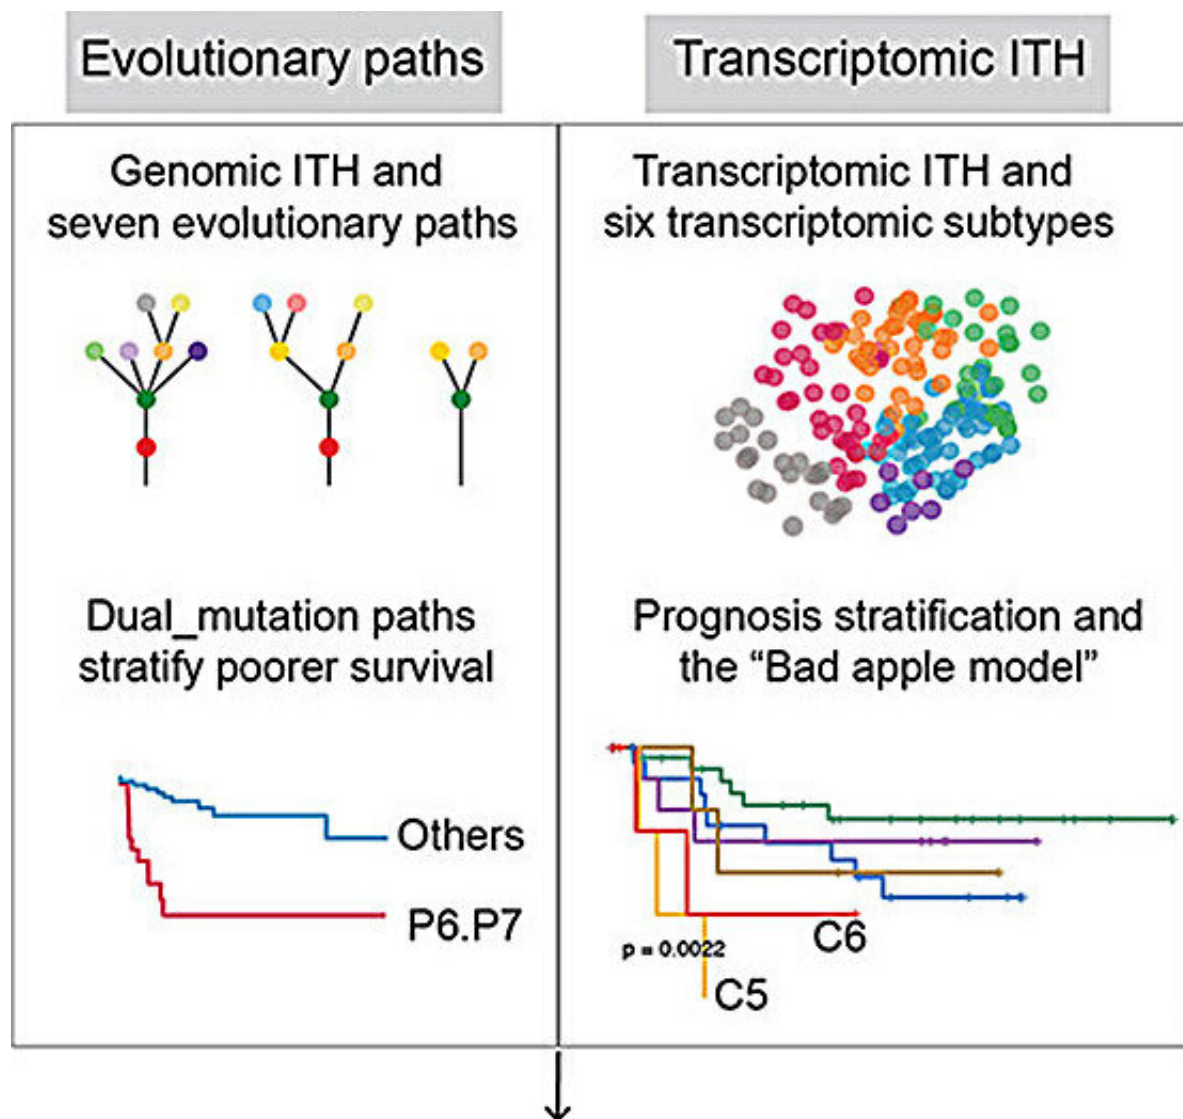 Evolutionary paths
Transcriptomic ITH
Genomic ITH and
seven evolutionary paths
Transcriptomic ITH and
six transcriptomic subtypes
Dual_mutation paths
stratify poorer survival
Prognosis stratification and
the “Bad apple model”
Others
P6.P7
C6
p = 0.0022
C5